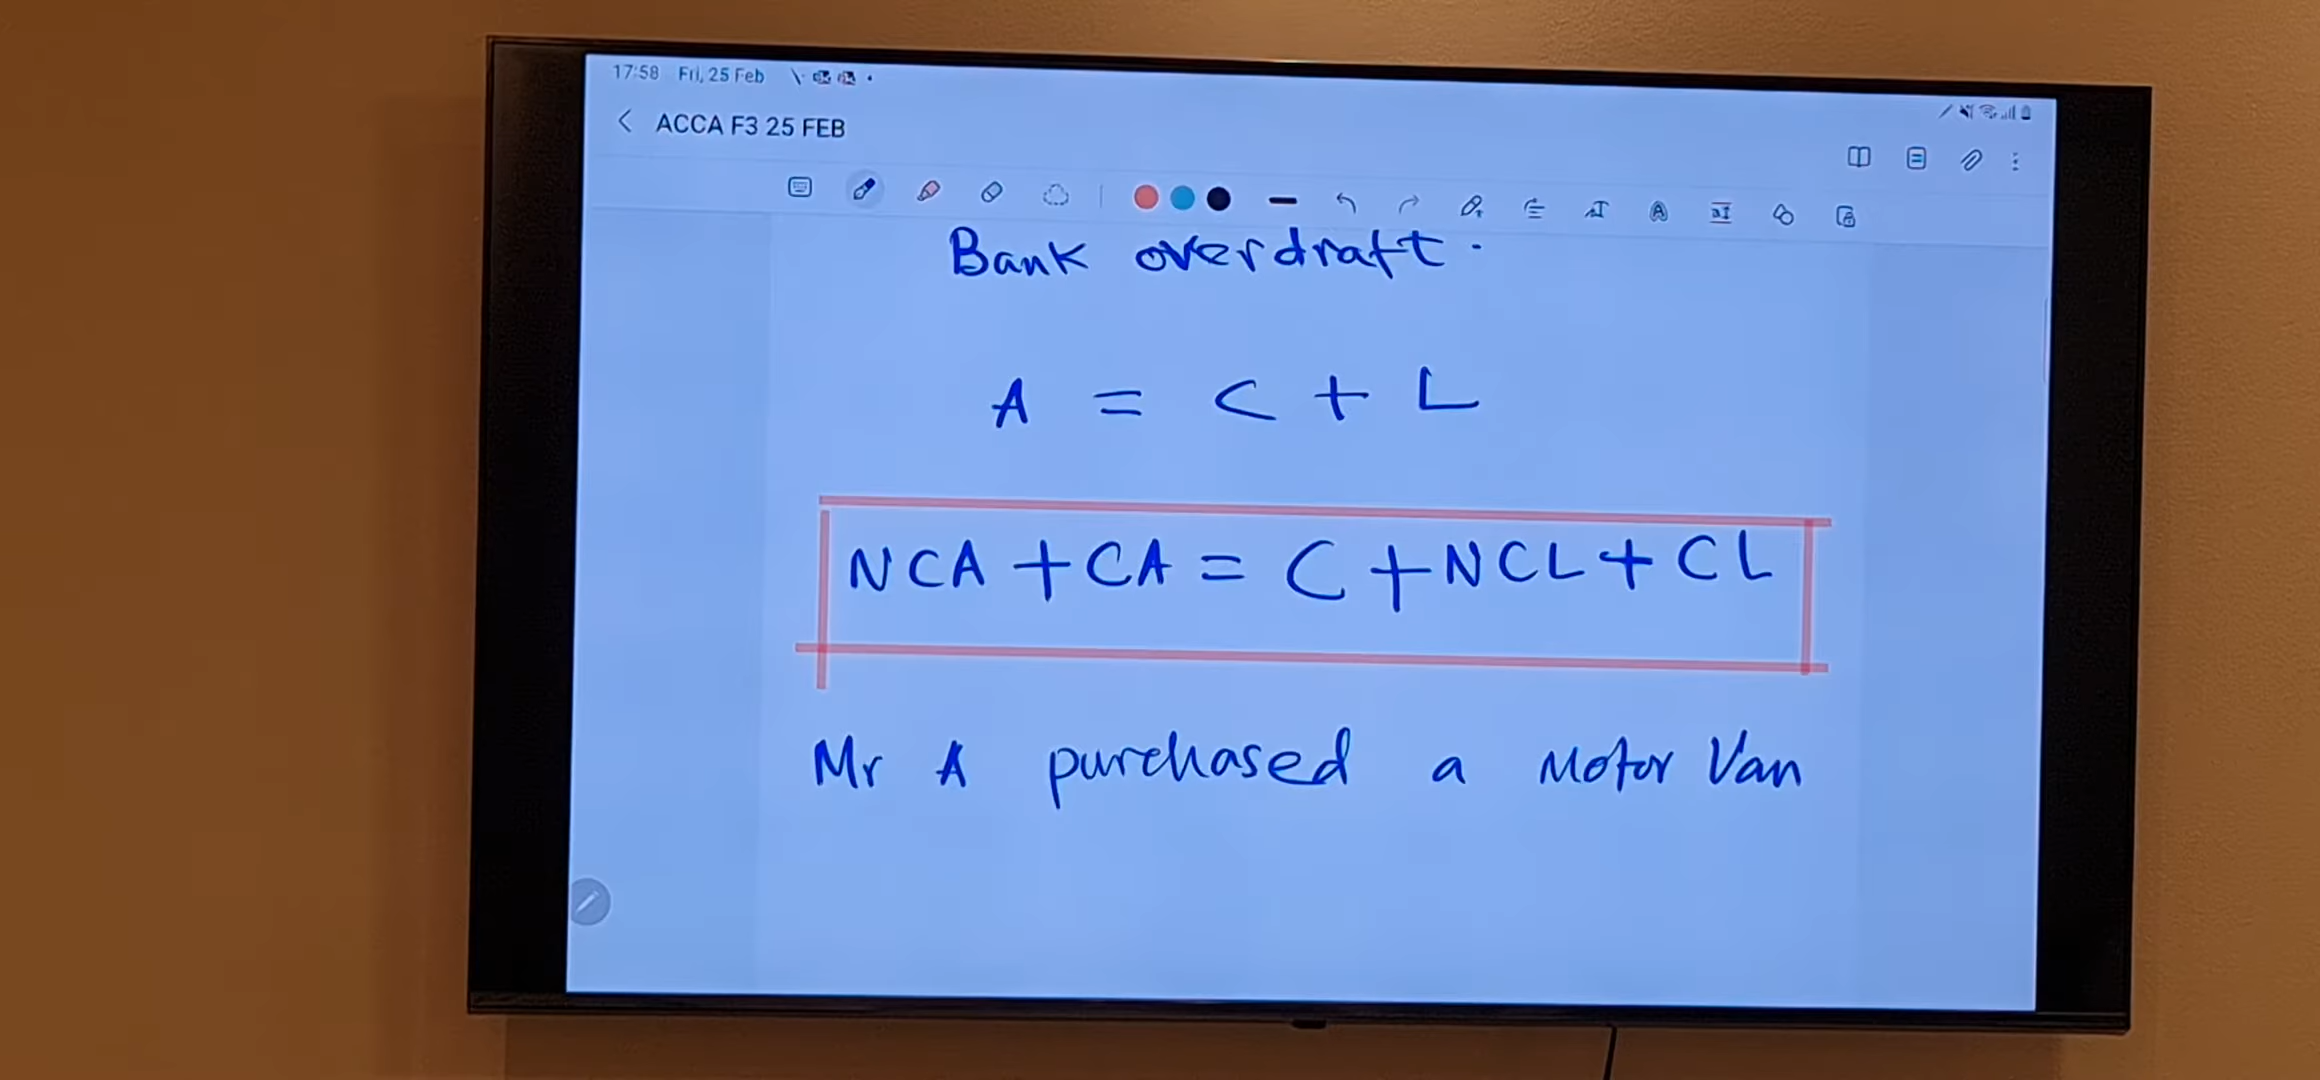 17:58 Fri, 25 Feb
ACCA F3 25 FEB
Bank overdraft.
A = C + L
NCA + CA = C + NCL + CL
Mr A purchased a Motor Van